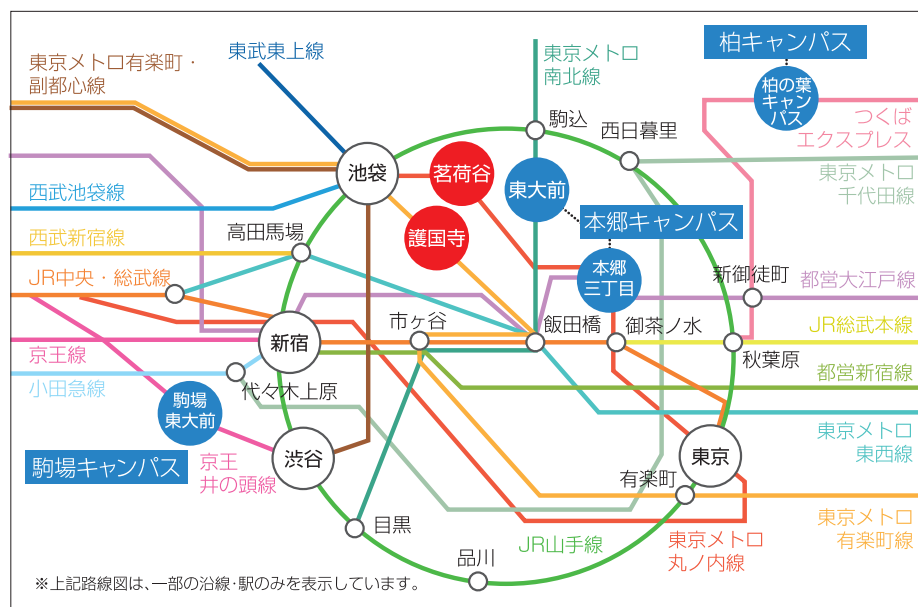 東京メトロ有楽町・
副都心線
東武東上線
東京メトロ
南北線
柏キャンパス
柏の葉
キャン
パス
つくば
エクスプレス
駒込
西日暮里
東京メトロ
千代田線
池袋
茗荷谷
東大前
西武池袋線
護国寺
本郷キャンパス
西武新宿線
高田馬場
本郷
三丁目
新御徒町
都営大江戸線
JR中央・総武線
新宿
市ヶ谷
飯田橋
御茶ノ水
JR総武本線
秋葉原
京王線
小田急線
代々木上原
都営新宿線
駒場
東大前
駒場キャンパス
京王
井の頭線
渋谷
東京
東京メトロ
東西線
有楽町
目黒
品川
JR山手線
東京メトロ
丸ノ内線
東京メトロ
有楽町線
※上記路線図は、一部の沿線・駅のみを表示しています。